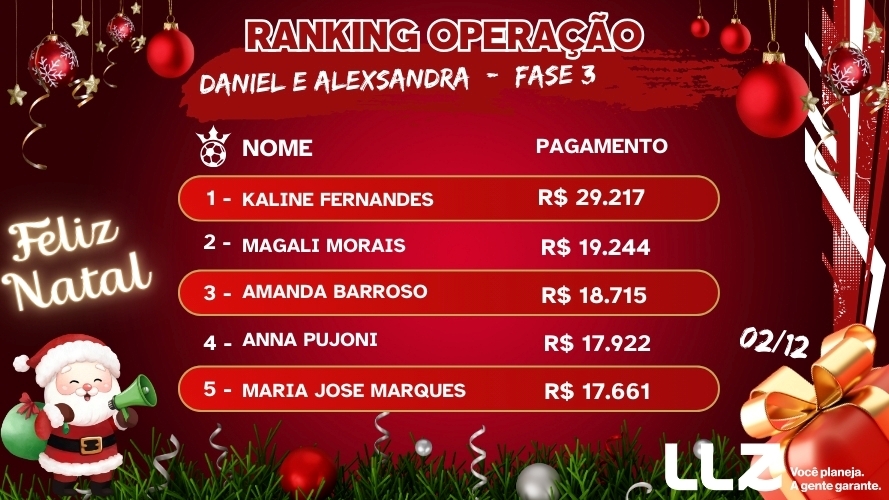 RANKING OPERAÇÃO
DANIEL E ALEXSANDRA - FASE 3
NOME PAGAMENTO
1 - KALINE FERNANDES R$ 29.217
2 - MAGALI MORAIS R$ 19.244
3 - AMANDA BARROSO R$ 18.715
4 - ANNA PUJONI R$ 17.922
5 - MARIA JOSE MARQUES R$ 17.661
Feliz
Natal
02/12
LLZ
Você planeja.
A gente garante.